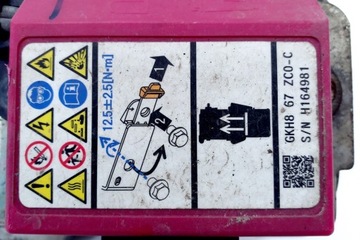 12.5±2.5[N·m]
1
2
GKH8 67 ZC0-C
S/N H164981